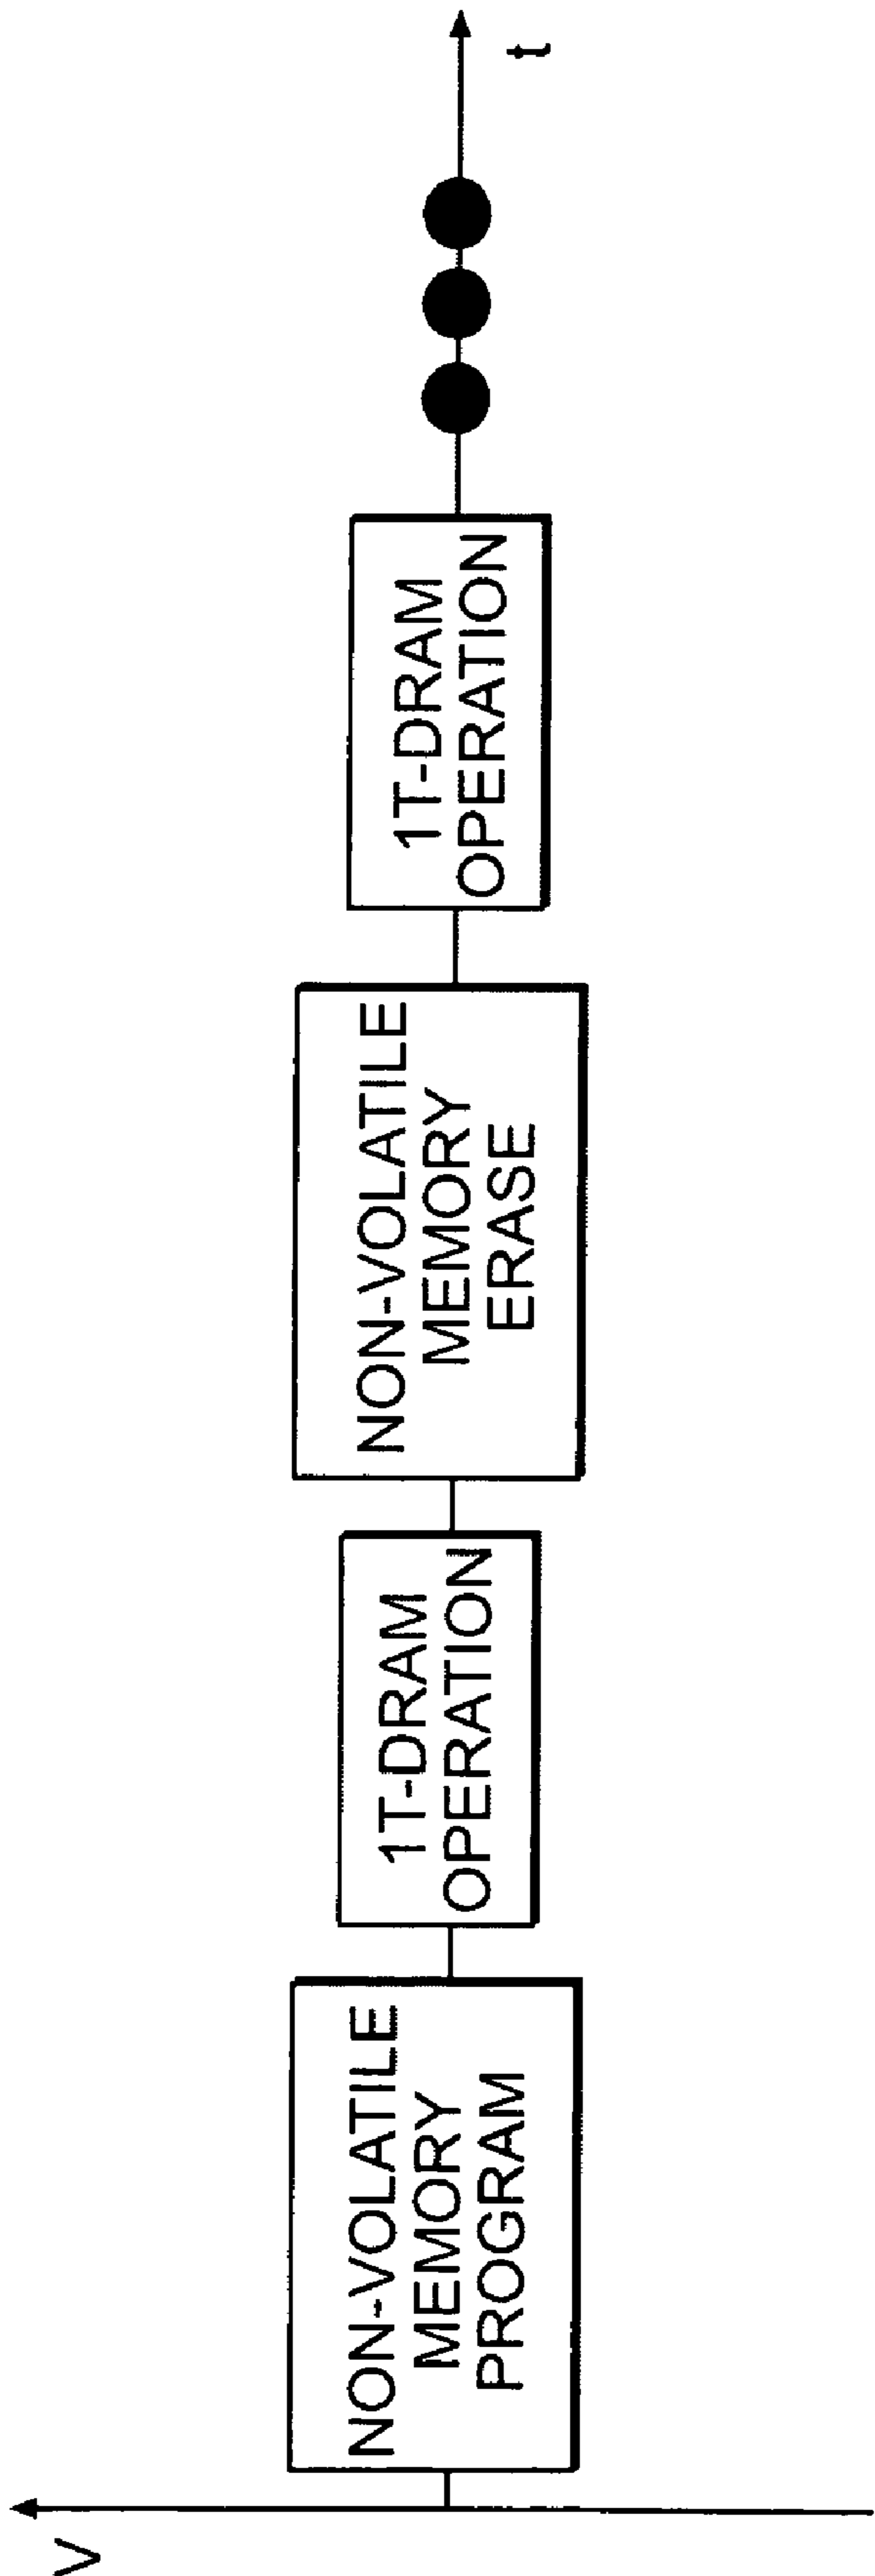 V
NON-VOLATILE
MEMORY
PROGRAM
1T-DRAM
OPERATION
NON-VOLATILE
MEMORY
ERASE
1T-DRAM
OPERATION
t